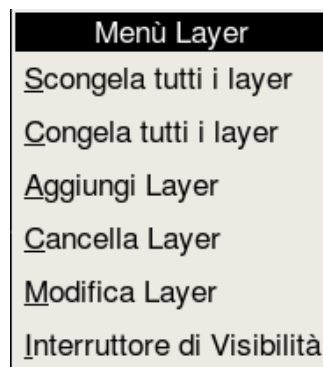 Menù Layer
Scongela tutti i layer
Congela tutti i layer
Aggiungi Layer
Cancella Layer
Modifica Layer
Interruttore di Visibilità